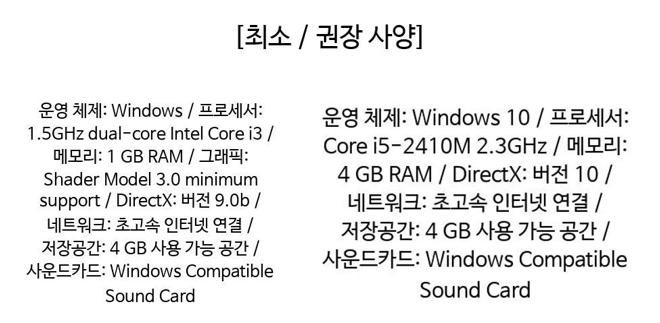 [최소 / 권장 사양]
운영 체제: Windows / 프로세서:
1.5GHz dual-core Intel Core i3 /
메모리: 1 GB RAM / 그래픽:
Shader Model 3.0 minimum
support / DirectX: 버전 9.0b /
네트워크: 초고속 인터넷 연결 /
저장공간: 4 GB 사용 가능 공간 /
사운드카드: Windows Compatible
Sound Card
운영 체제: Windows 10 / 프로세서:
Core i5-2410M 2.3GHz / 메모리:
4 GB RAM / DirectX: 버전 10 /
네트워크: 초고속 인터넷 연결 /
저장공간: 4 GB 사용 가능 공간 /
사운드카드: Windows Compatible
Sound Card